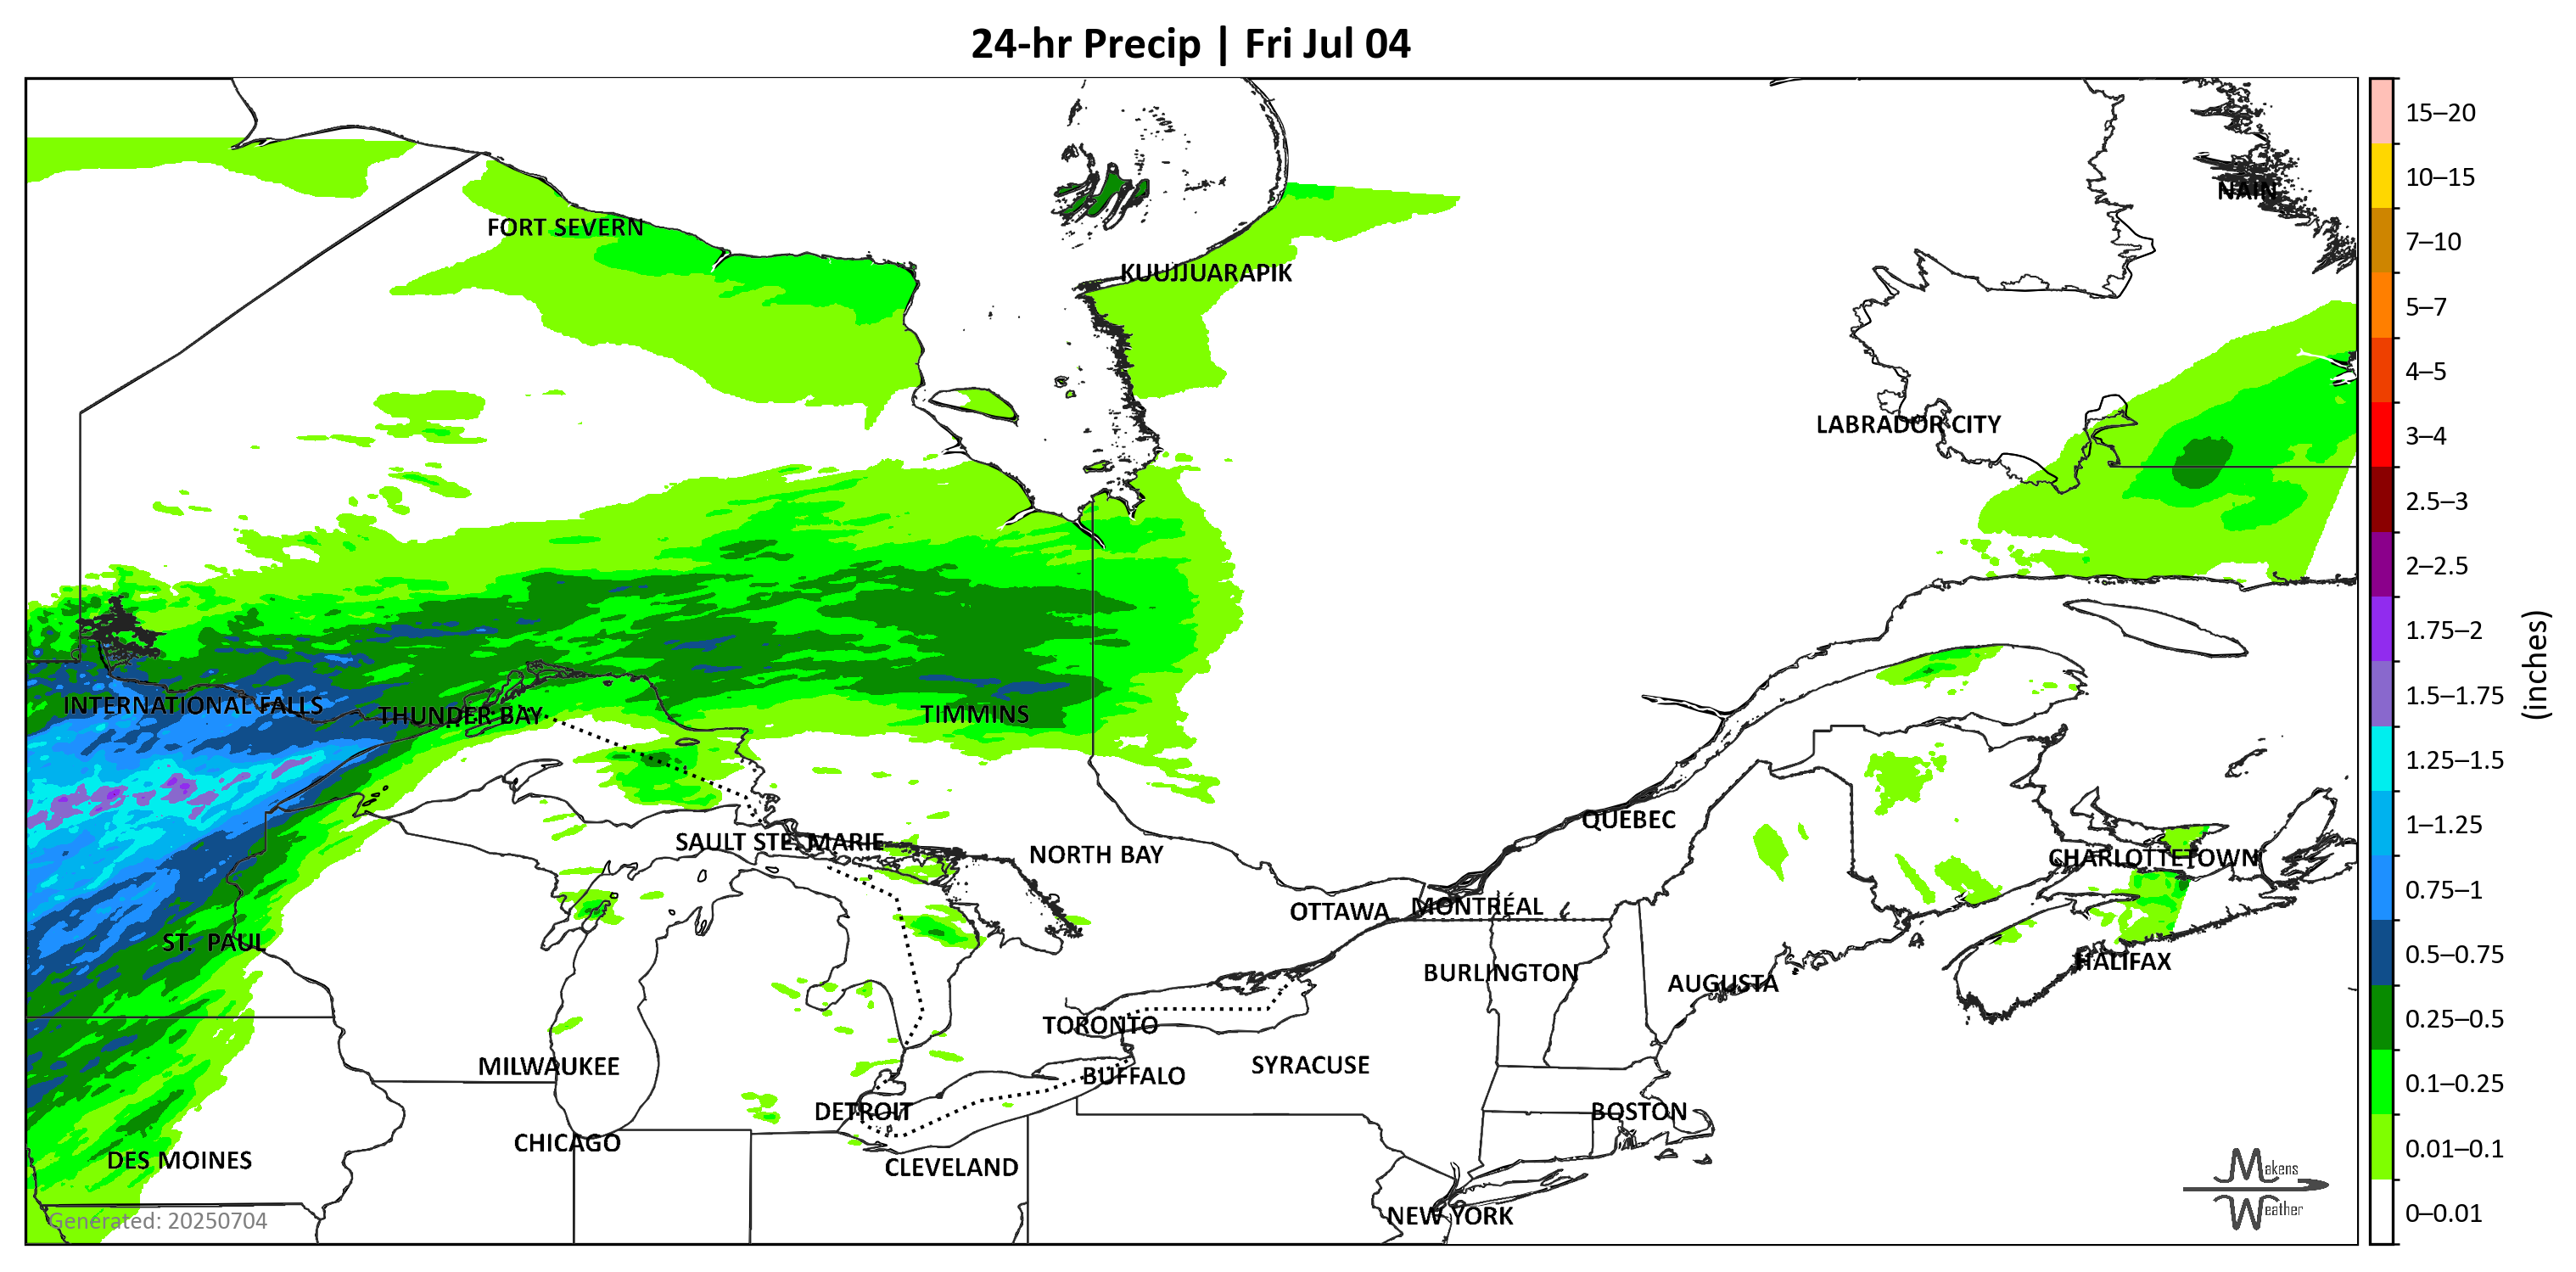 24-hr Precip | Fri Jul 04
15–20
10–15
7–10
5–7
4–5
3–4
2.5–3
2–2.5
1.75–2
1.5–1.75
1.25–1.5
1–1.25
0.75–1
0.5–0.75
0.25–0.5
0.1–0.25
0.01–0.1
0–0.01
(inches)
NAIN
FORT SEVERN
KUUJJUARAPIK
LABRADOR CITY
INTERNATIONAL FALLS
THUNDER BAY
TIMMINS
QUEBEC
SAULT STE. MARIE
NORTH BAY
CHARLOTTETOWN
OTTAWA
MONTRÉAL
ST. PAUL
HALIFAX
BURLINGTON
AUGUSTA
TORONTO
MILWAUKEE
SYRACUSE
BUFFALO
DETROIT
BOSTON
CHICAGO
DES MOINES
CLEVELAND
NEW YORK
Generated: 20250704
Makens
Weather